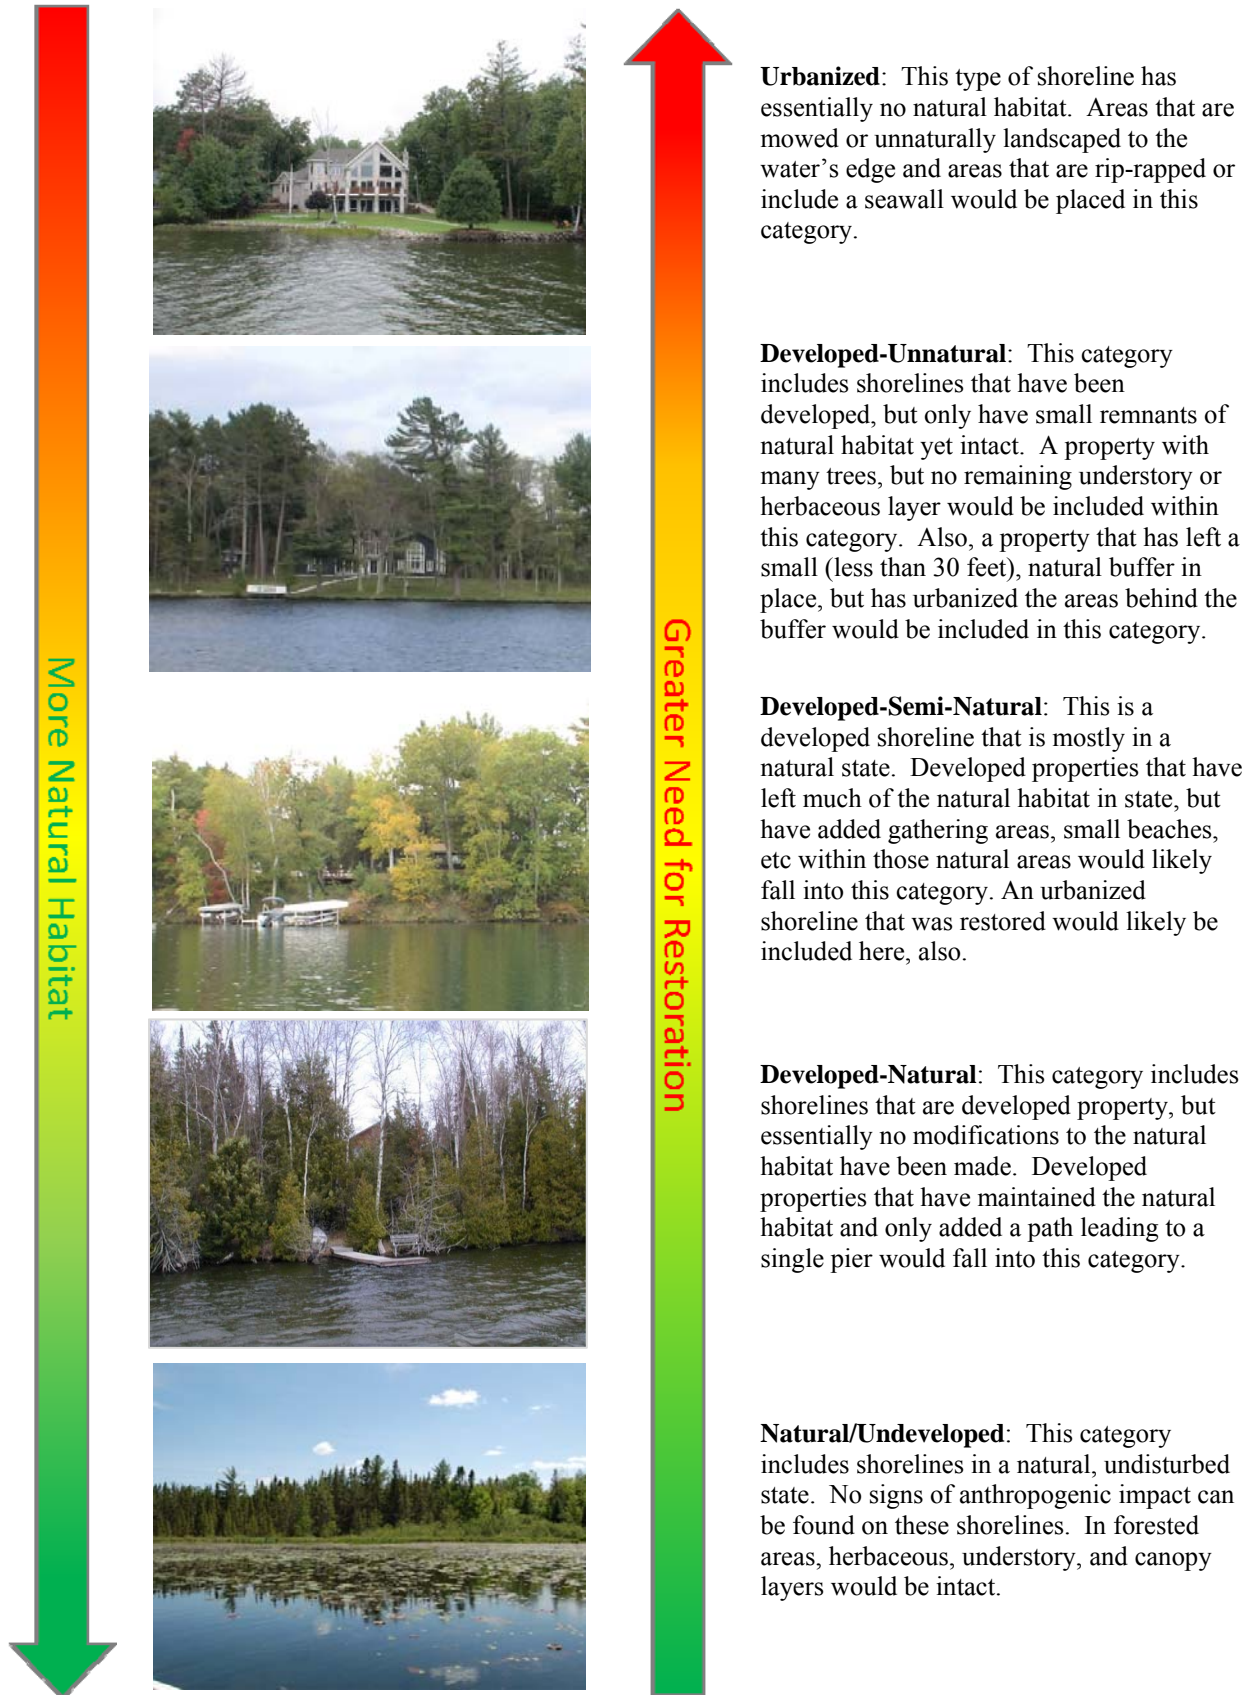 More Natural Habitat
Greater Need for Restoration
Urbanized:  This type of shoreline has
essentially no natural habitat.  Areas that are
mowed or unnaturally landscaped to the
water’s edge and areas that are rip-rapped or
include a seawall would be placed in this
category.
Developed-Unnatural:  This category
includes shorelines that have been
developed, but only have small remnants of
natural habitat yet intact.  A property with
many trees, but no remaining understory or
herbaceous layer would be included within
this category.  Also, a property that has left a
small (less than 30 feet), natural buffer in
place, but has urbanized the areas behind the
buffer would be included in this category.
Developed-Semi-Natural:  This is a
developed shoreline that is mostly in a
natural state.  Developed properties that have
left much of the natural habitat in state, but
have added gathering areas, small beaches,
etc within those natural areas would likely
fall into this category. An urbanized
shoreline that was restored would likely be
included here, also.
Developed-Natural:  This category includes
shorelines that are developed property, but
essentially no modifications to the natural
habitat have been made.  Developed
properties that have maintained the natural
habitat and only added a path leading to a
single pier would fall into this category.
Natural/Undeveloped:  This category
includes shorelines in a natural, undisturbed
state.  No signs of anthropogenic impact can
be found on these shorelines.  In forested
areas, herbaceous, understory, and canopy
layers would be intact.